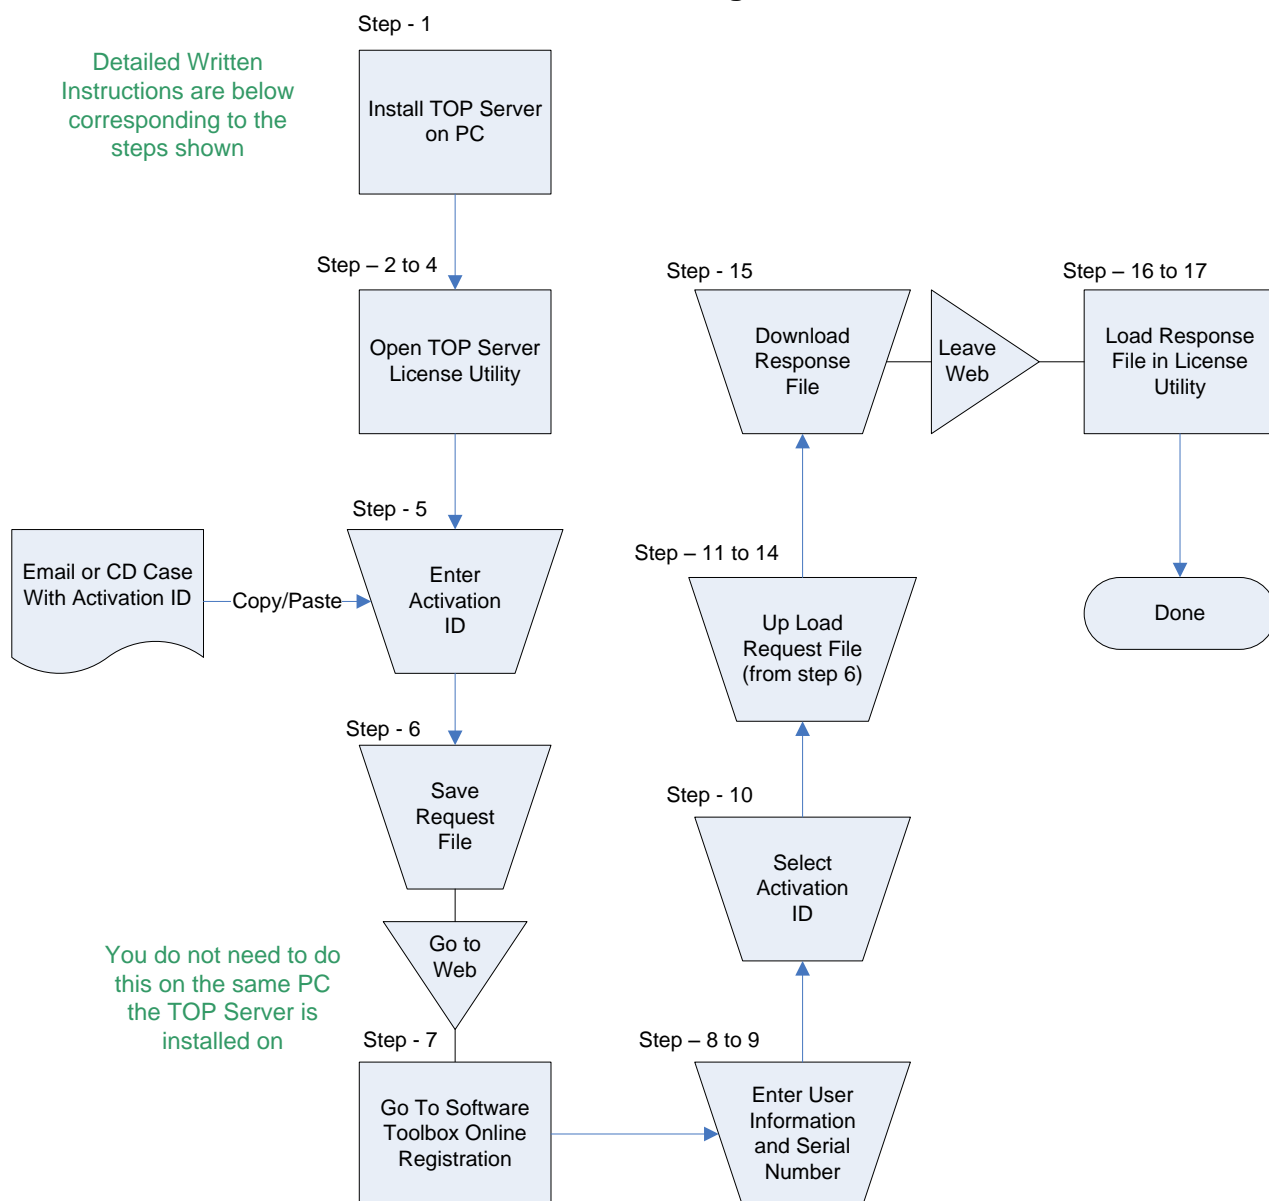 Step - 1
Detailed Written
Instructions are below
corresponding to the
steps shown
Install TOP Server
on PC
Step – 2 to 4
Open TOP Server
License Utility
Step - 5
Email or CD Case
With Activation ID
Copy/Paste
Enter
Activation
ID
Step - 6
Save
Request
File
Go to
Web
You do not need to do
this on the same PC
the TOP Server is
installed on
Step - 7
Go To Software
Toolbox Online
Registration
Step – 8 to 9
Enter User
Information
and Serial
Number
Step - 10
Select
Activation
ID
Step – 11 to 14
Up Load
Request File
(from step 6)
Step - 15
Download
Response
File
Leave
Web
Step – 16 to 17
Load Response
File in License
Utility
Done